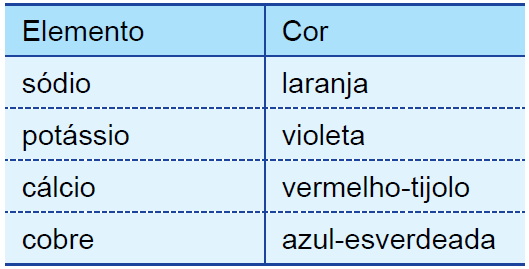 Elemento Cor
sódio laranja
potássio violeta
cálcio vermelho-tijolo
cobre azul-esverdeada